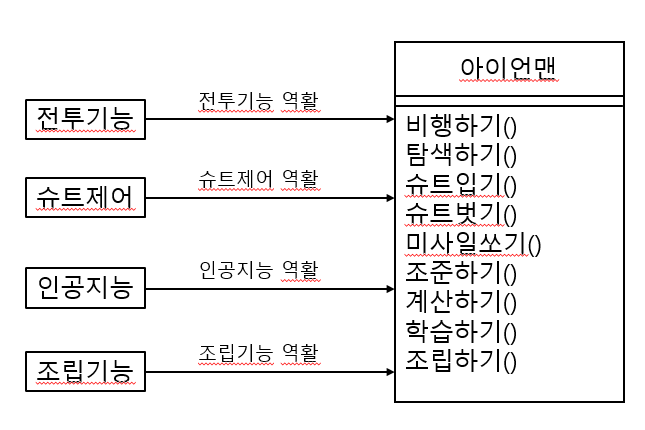 아이언맨
전투기능 역활
전투기능
비행하기()
탐색하기()
슈트제어 역활
슈트제어
슈트입기()
슈트벗기()
미사일쏘기()
인공지능 역활
인공지능
조준하기()
계산하기()
학습하기()
조립기능 역활
조립기능
조립하기()